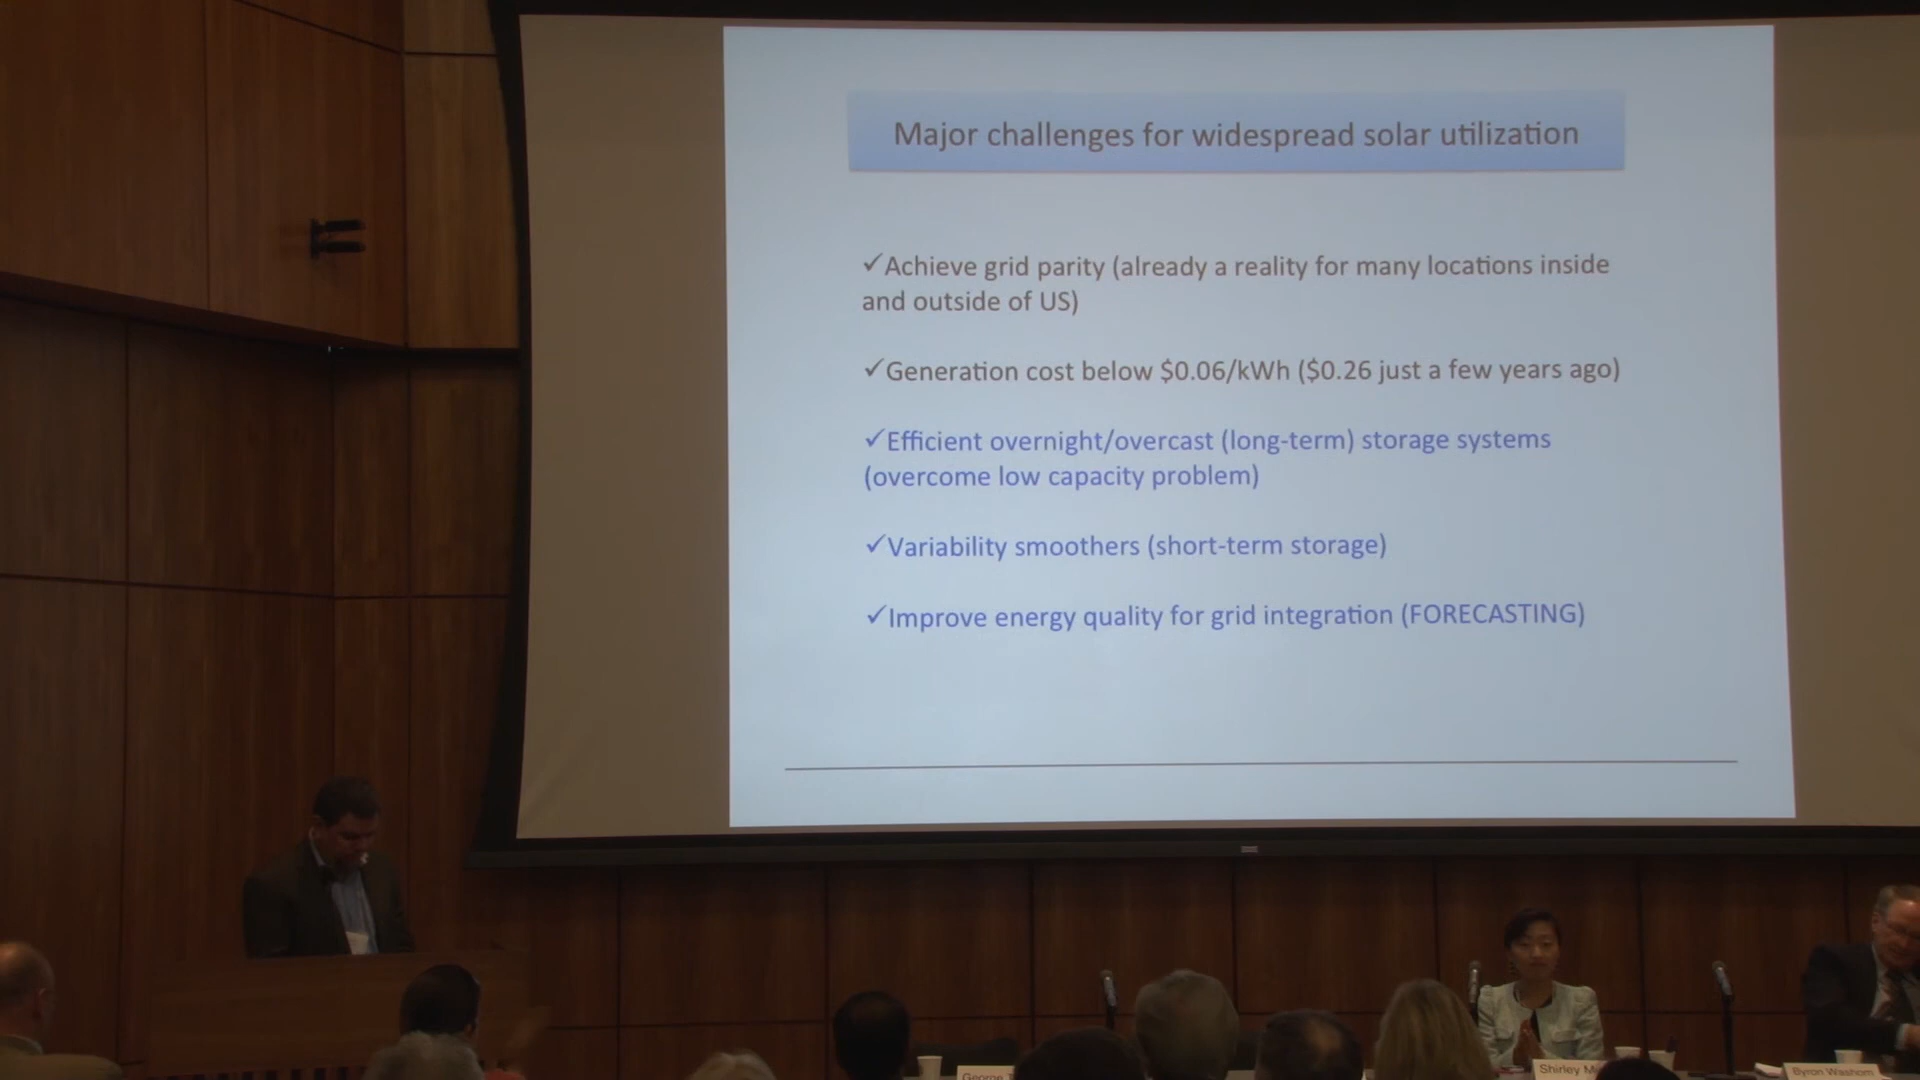 Major challenges for widespread solar utilization
✓Achieve grid parity (already a reality for many locations inside
and outside of US)
✓Generation cost below $0.06/kWh ($0.26 just a few years ago)
✓Efficient overnight/overcast (long-term) storage systems
(overcome low capacity problem)
✓Variability smoothers (short-term storage)
✓Improve energy quality for grid integration (FORECASTING)
George
Shirley
Byron Washom